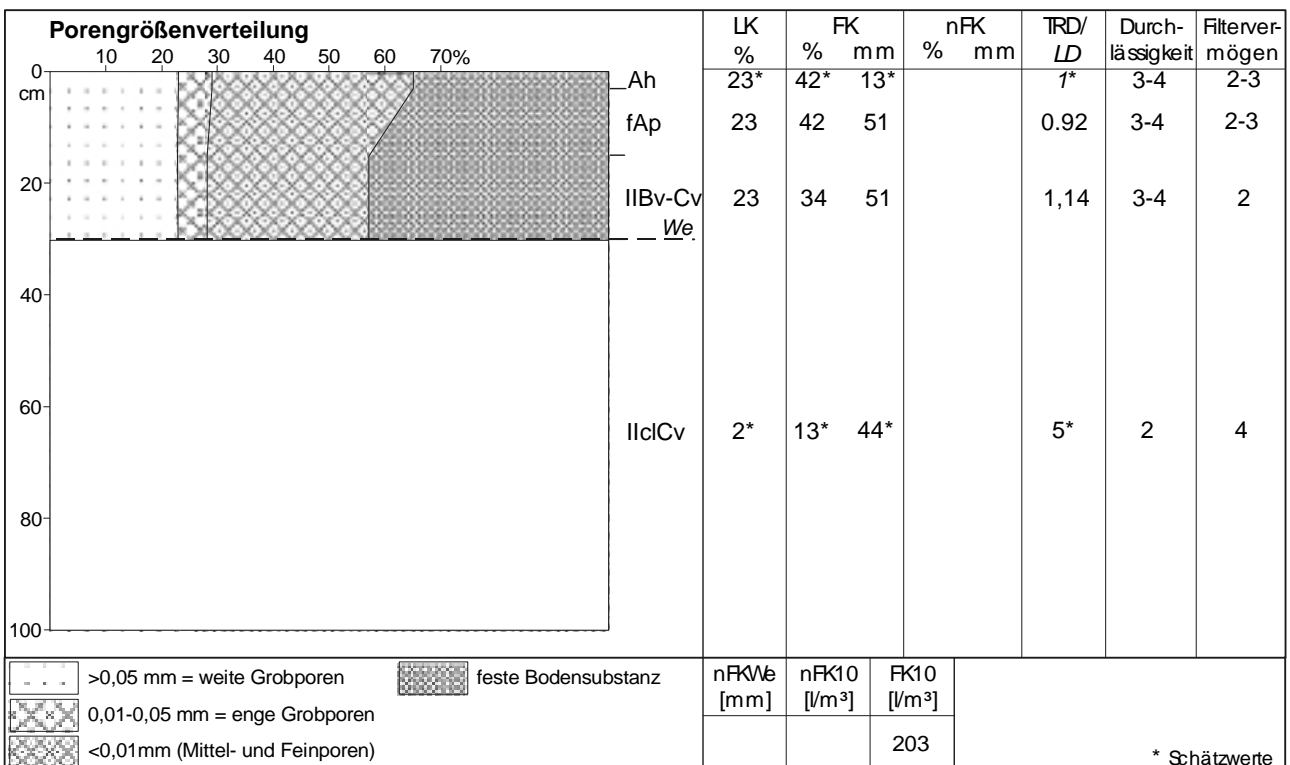 Porengrößenverteilung LK FK nFK TRD/ Durch- Filterver-
10 20 30 40 50 60 70% % % mm % mm LD lässigkeit mögen
0 Ah 23* 42* 13* 1* 3-4 2-3
cm
fAp 23 42 51 0.92 3-4 2-3
20 IIBv-Cv 23 34 51 1,14 3-4 2
We
40
60
IIclCv 2* 13* 44* 5* 2 4
80
100
>0,05 mm = weite Grobporen feste Bodensubstanz nFKWe nFK10 FK10
[mm] [l/m³] [l/m³]
0,01-0,05 mm = enge Grobporen
<0,01mm (Mittel- und Feinporen) 203 * Schätzwerte